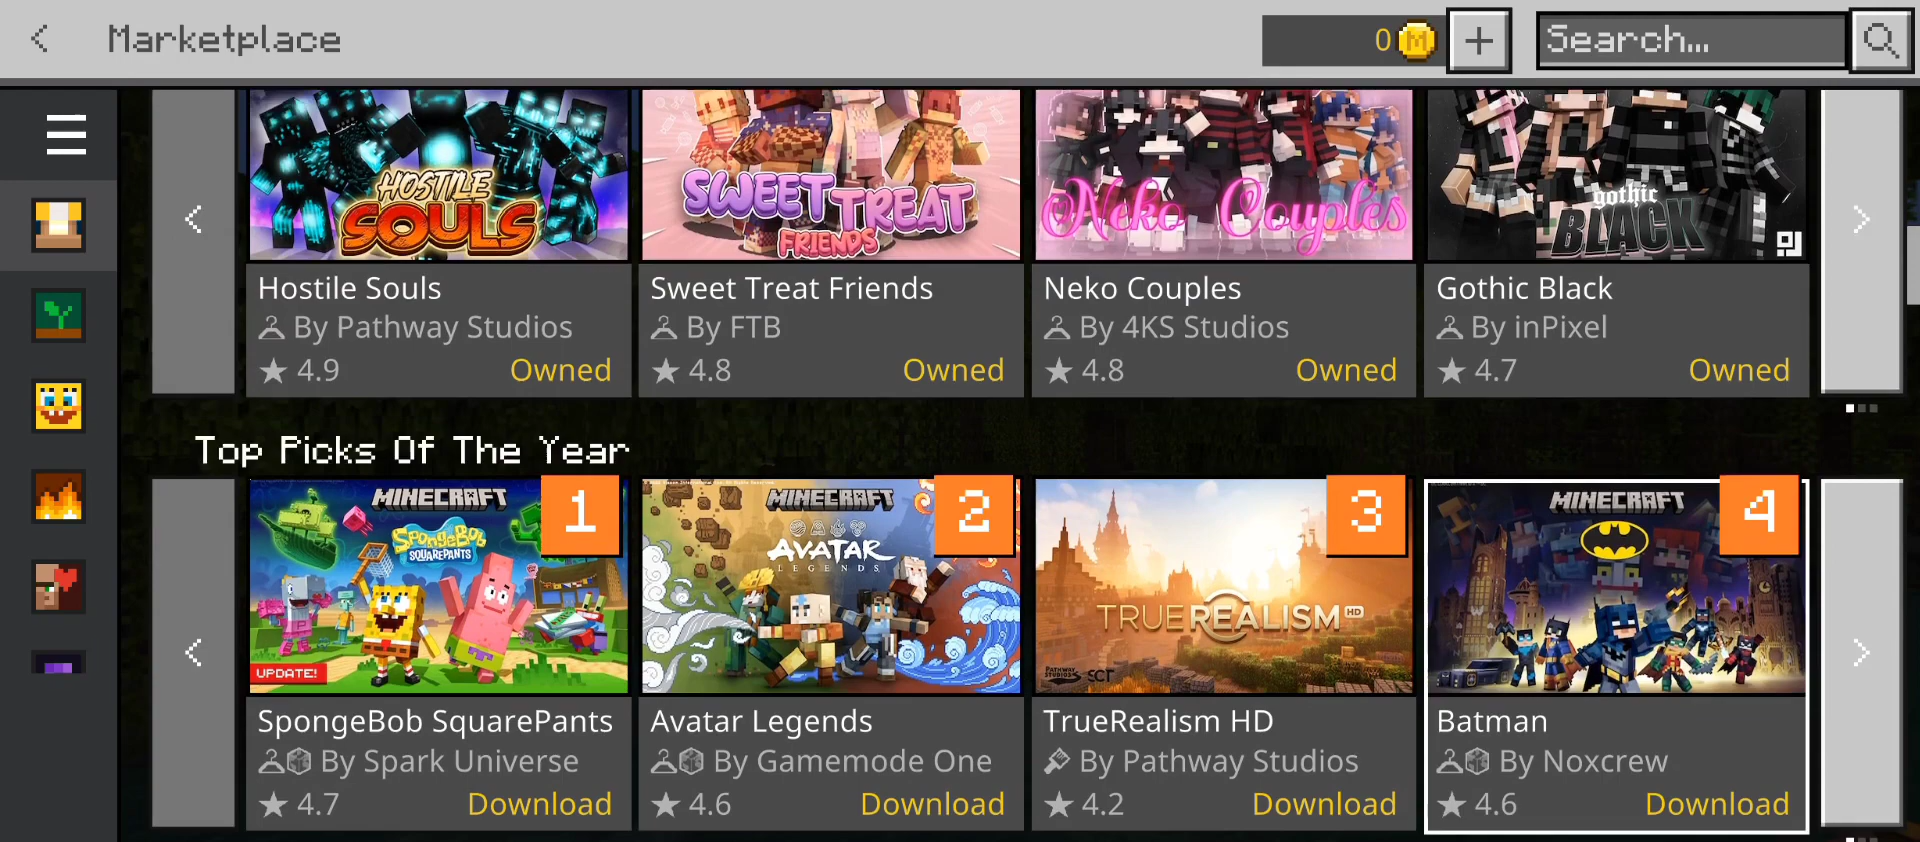 Marketplace
0
Search...
HOSTILE
SOULS
SWEET TREAT
FRIENDS
Neko Couples
gothic
BLACK
Hostile Souls
By Pathway Studios
4.9
Owned
Sweet Treat Friends
By FTB
4.8
Owned
Neko Couples
By 4KS Studios
4.8
Owned
Gothic Black
By inPixel
4.7
Owned
Top Picks Of The Year
MINECRAFT
SPONGEBOB
SQUAREPANTS
1
UPDATE!
MINECRAFT
AVATAR
LEGENDS
2
TRUEREALISM HD
PATHWAY
STUDIOS
SCT
3
MINECRAFT
4
SpongeBob SquarePants
By Spark Universe
4.7
Download
Avatar Legends
By Gamemode One
4.6
Download
TrueRealism HD
By Pathway Studios
4.2
Download
Batman
By Noxcrew
4.6
Download